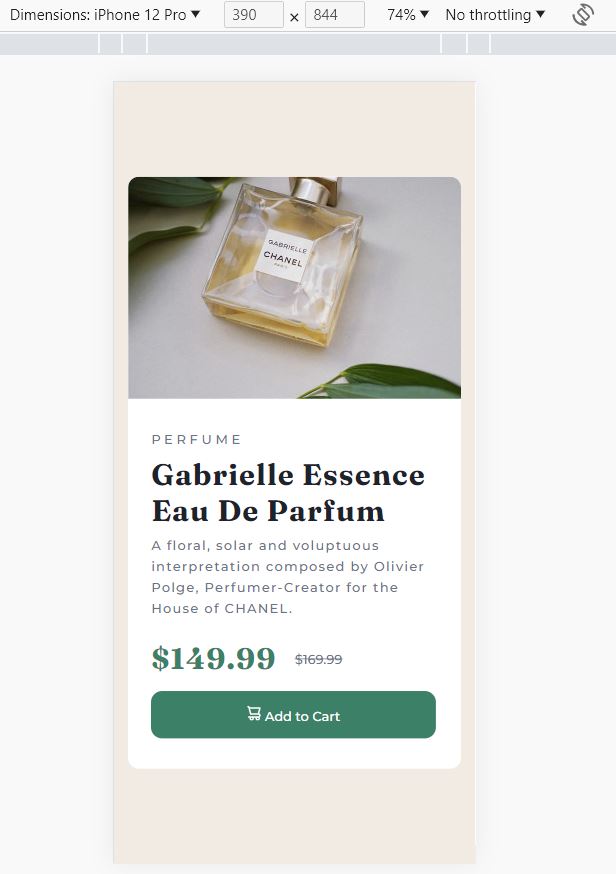 Dimensions: iPhone 12 Pro ▼ 390 × 844 74% ▼ No throttling ▼
GABRIELLE
CHANEL
PARIS
PERFUME
Gabrielle Essence
Eau De Parfum
A floral, solar and voluptuous
interpretation composed by Olivier
Polge, Perfumer-Creator for the
House of CHANEL.
$149.99 $169.99
Add to Cart